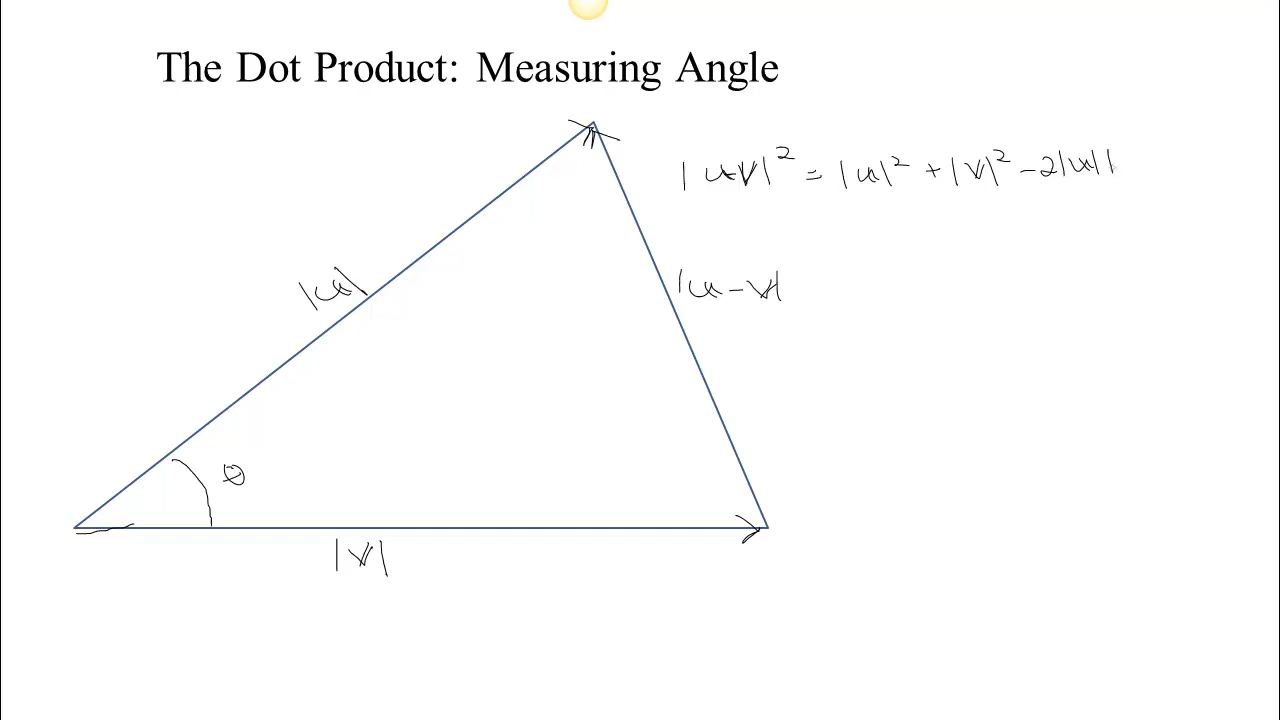 The Dot Product: Measuring Angle
|u-v|² = |u|² + |v|² - 2|u||
|u|
|u-v|
θ
|v|